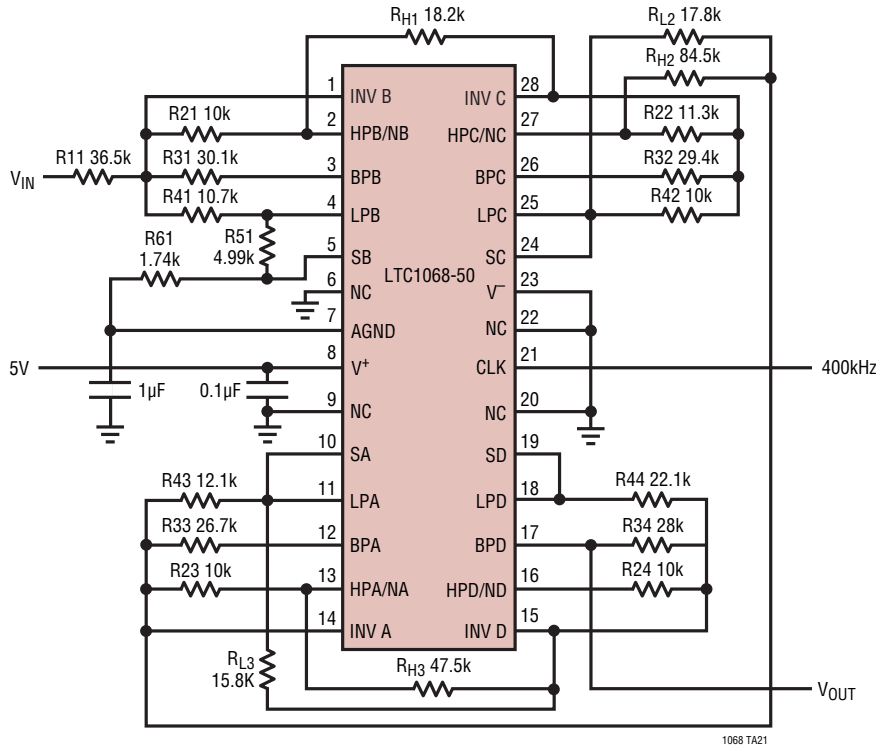 RH1 18.2k
RL2 17.8k
RH2 84.5k
1
INV B
INV C
28
R21 10k
2
HPB/NB
HPC/NC
27
R22 11.3k
VIN
R11 36.5k
R31 30.1k
3
BPB
BPC
26
R32 29.4k
R41 10.7k
4
LPB
LPC
25
R42 10k
R61
1.74k
R51
4.99k
5
SB
SC
24
LTC1068-50
6
NC
V–
23
7
AGND
NC
22
5V
8
V+
CLK
21
400kHz
1µF
0.1µF
9
NC
NC
20
10
SA
SD
19
R43 12.1k
11
LPA
LPD
18
R44 22.1k
R33 26.7k
12
BPA
BPD
17
R34 28k
R23 10k
13
HPA/NA
HPD/ND
16
R24 10k
14
INV A
INV D
15
RL3
15.8K
RH3 47.5k
VOUT
1068 TA21